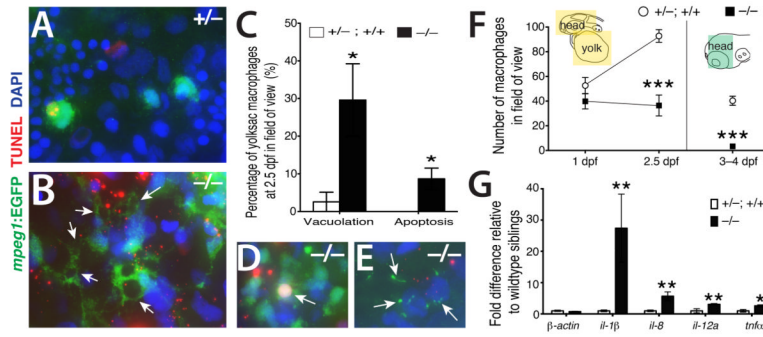 A
+/−
mpeg1:EGFP TUNEL DAPI
B
−/−
C
+/− ; +/+
−/−
Percentage of yolksac macrophages
at 2.5 dpf in field of view (%)
50
40
30
20
10
0
*
*
Vacuolation
Apoptosis
D
−/−
E
−/−
F
+/−; +/+
−/−
Number of macrophages
in field of view
100
80
60
40
20
0
head
yolk
head
***
***
1 dpf
2.5 dpf
3–4 dpf
G
+/−; +/+
−/−
Fold difference relative
to wildtype siblings
40
30
20
10
0
**
**
**
*
β-actin
il-1β
il-8
il-12a
tnfα